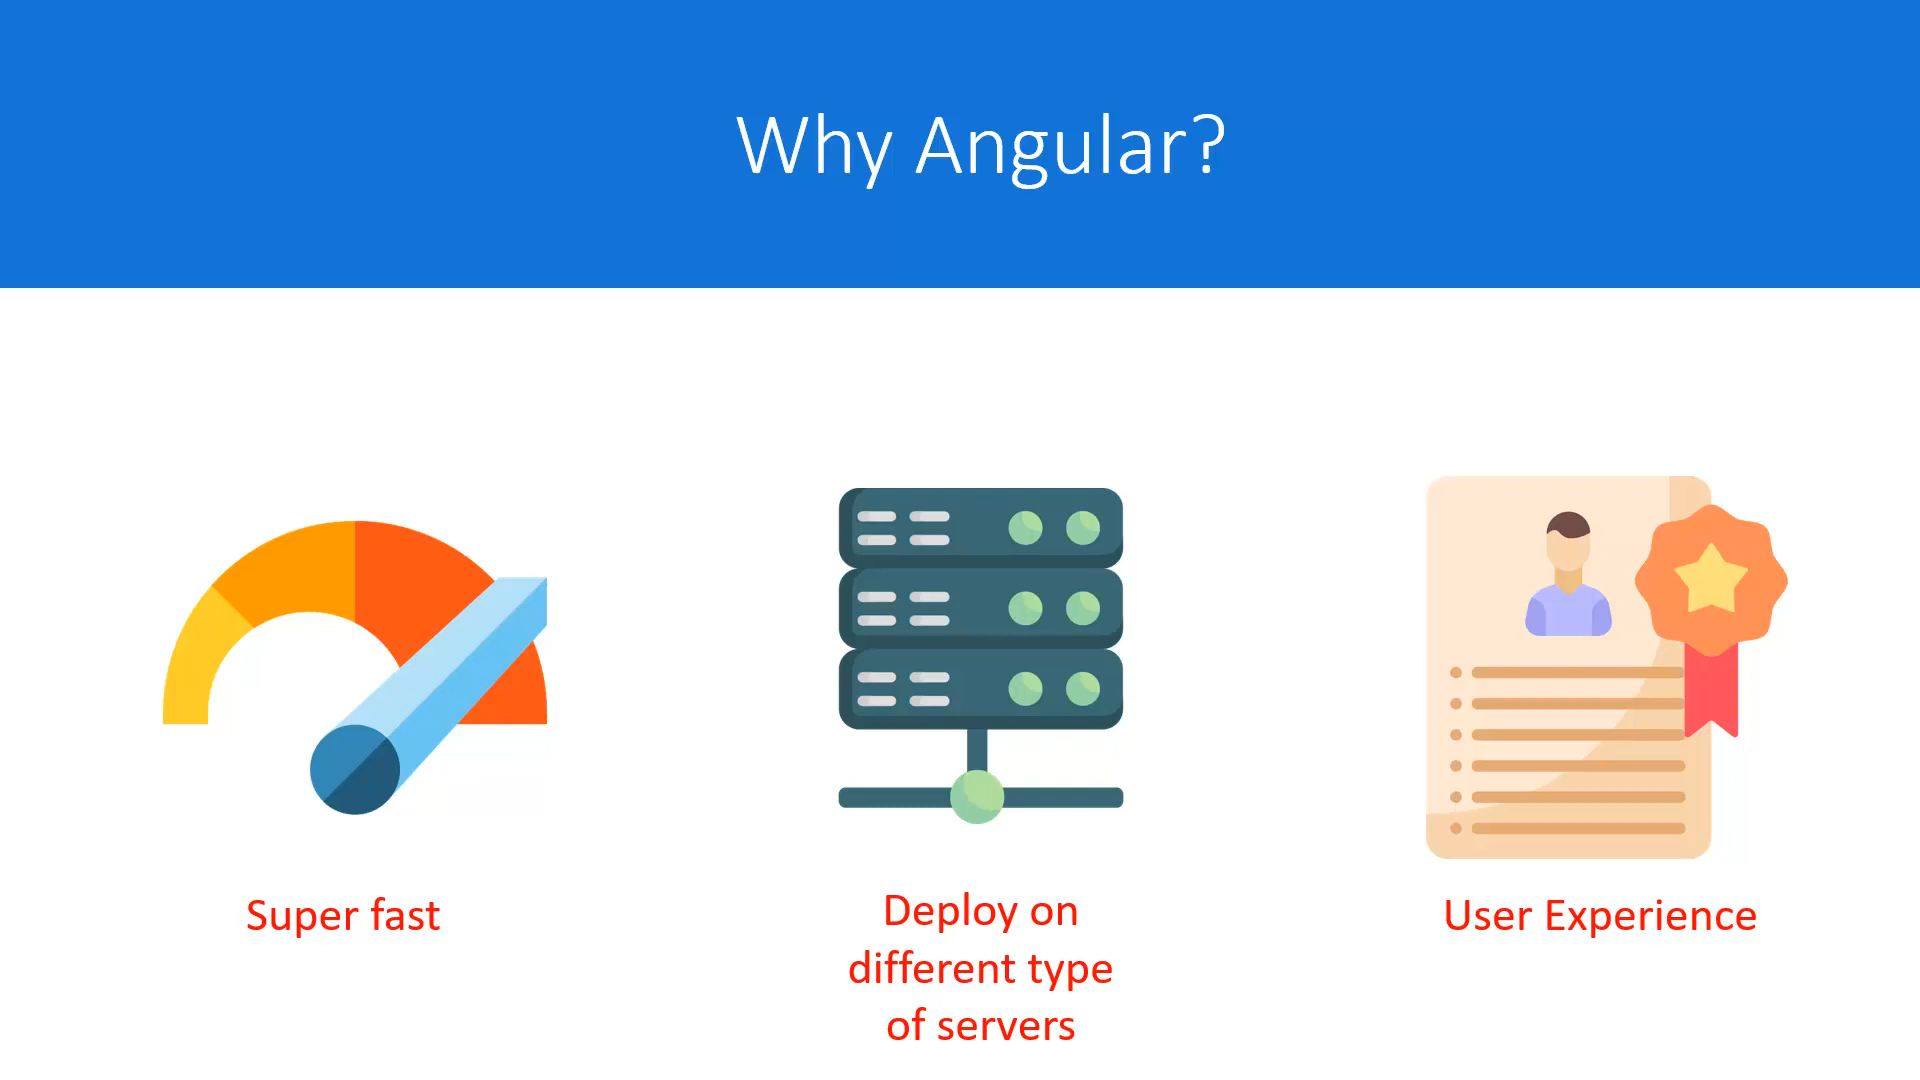 Why Angular?
Super fast
Deploy on
different type
of servers
User Experience